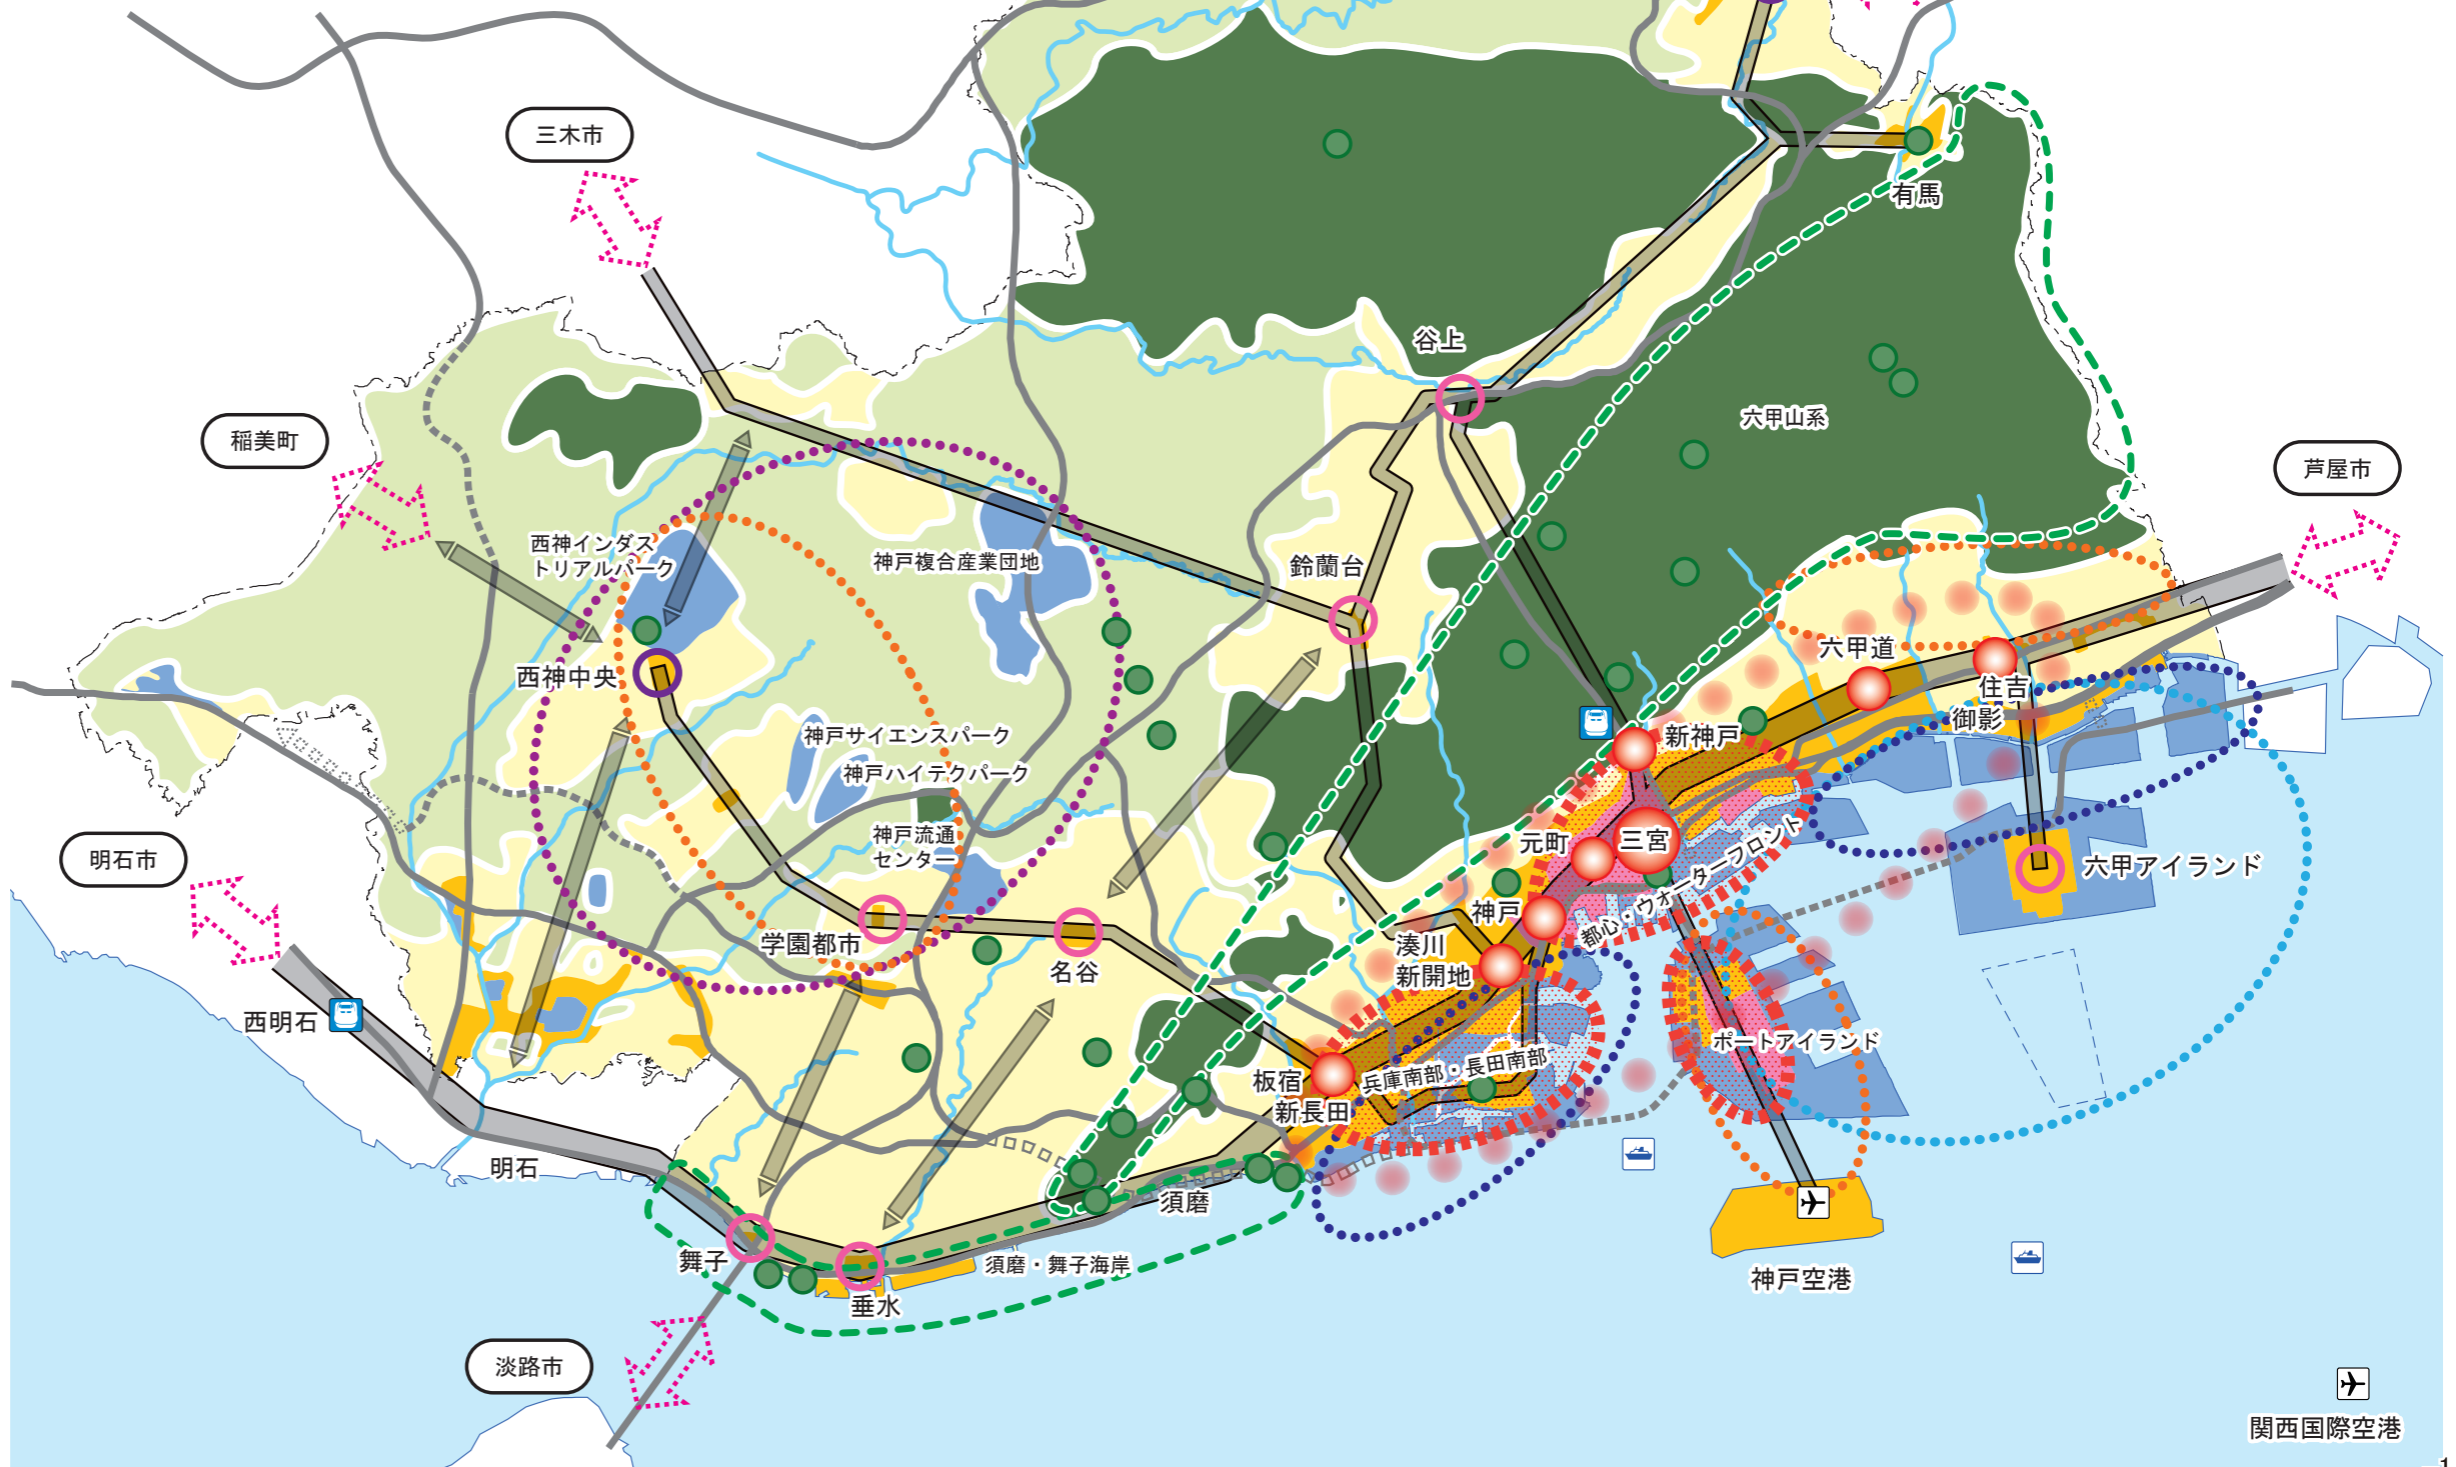 三木市
有馬
谷上
六甲山系
稲美町
芦屋市
西神インダス
トリアルパーク
神戸複合産業団地
鈴蘭台
西神中央
六甲道
住吉
御影
神戸サイエンスパーク
新神戸
神戸ハイテクパーク
神戸流通
センター
元町
三宮
明石市
六甲アイランド
都心・ウォーターフロント
神戸
学園都市
湊川
新開地
名谷
西明石
ポートアイランド
兵庫南部・長田南部
板宿
新長田
明石
須磨
舞子
須磨・舞子海岸
神戸空港
垂水
淡路市
関西国際空港